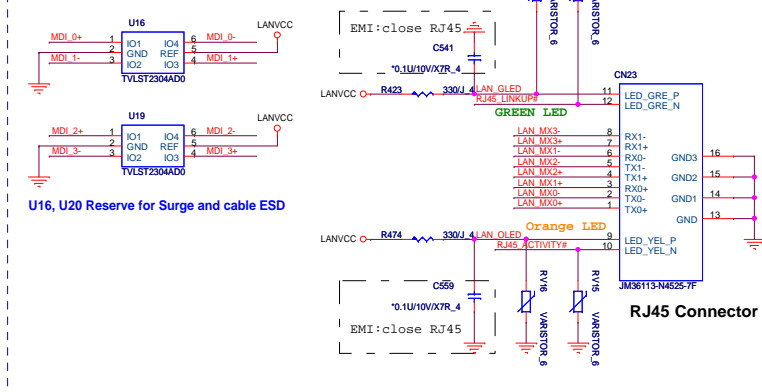 U16
LANVCC
MDI_0+ 1 IO1 IO4 6 MDI_0-
2 GND REF 5
MDI_1- 3 IO2 IO3 4 MDI_1+
TVLST2304AD0
U19
LANVCC
MDI_2+ 1 IO1 IO4 6 MDI_2-
2 GND REF 5
MDI_3- 3 IO2 IO3 4 MDI_3+
TVLST2304AD0
U16, U20 Reserve for Surge and cable ESD
EMI:close RJ45
C541
*0.1U/10V/X7R_4
VARISTOR_6
VARISTOR_6
CN23
LANVCC R423 330/J_4 LAN_GLED 11 LED_GRE_P
RJ45_LINKUP# 12 LED_GRE_N
GREEN LED
LAN_MX3- 8 RX1-
LAN_MX3+ 7 RX1+
LAN_MX1- 6 RX0-
LAN_MX2- 5 TX1-
LAN_MX2+ 4 TX1+
LAN_MX1+ 3 RX0+
LAN_MX0- 2 TX0-
LAN_MX0+ 1 TX0+
GND3 16
GND2 15
GND1 14
GND 13
Orange LED
LANVCC R474 330/J_4 LAN_OLED 9 LED_YEL_P
RJ45_ACTIVITY# 10 LED_YEL_N
JM36113-N4525-7F
RJ45 Connector
C559
*0.1U/10V/X7R_4
EMI:close RJ45
RV16
VARISTOR_6
RV15
VARISTOR_6